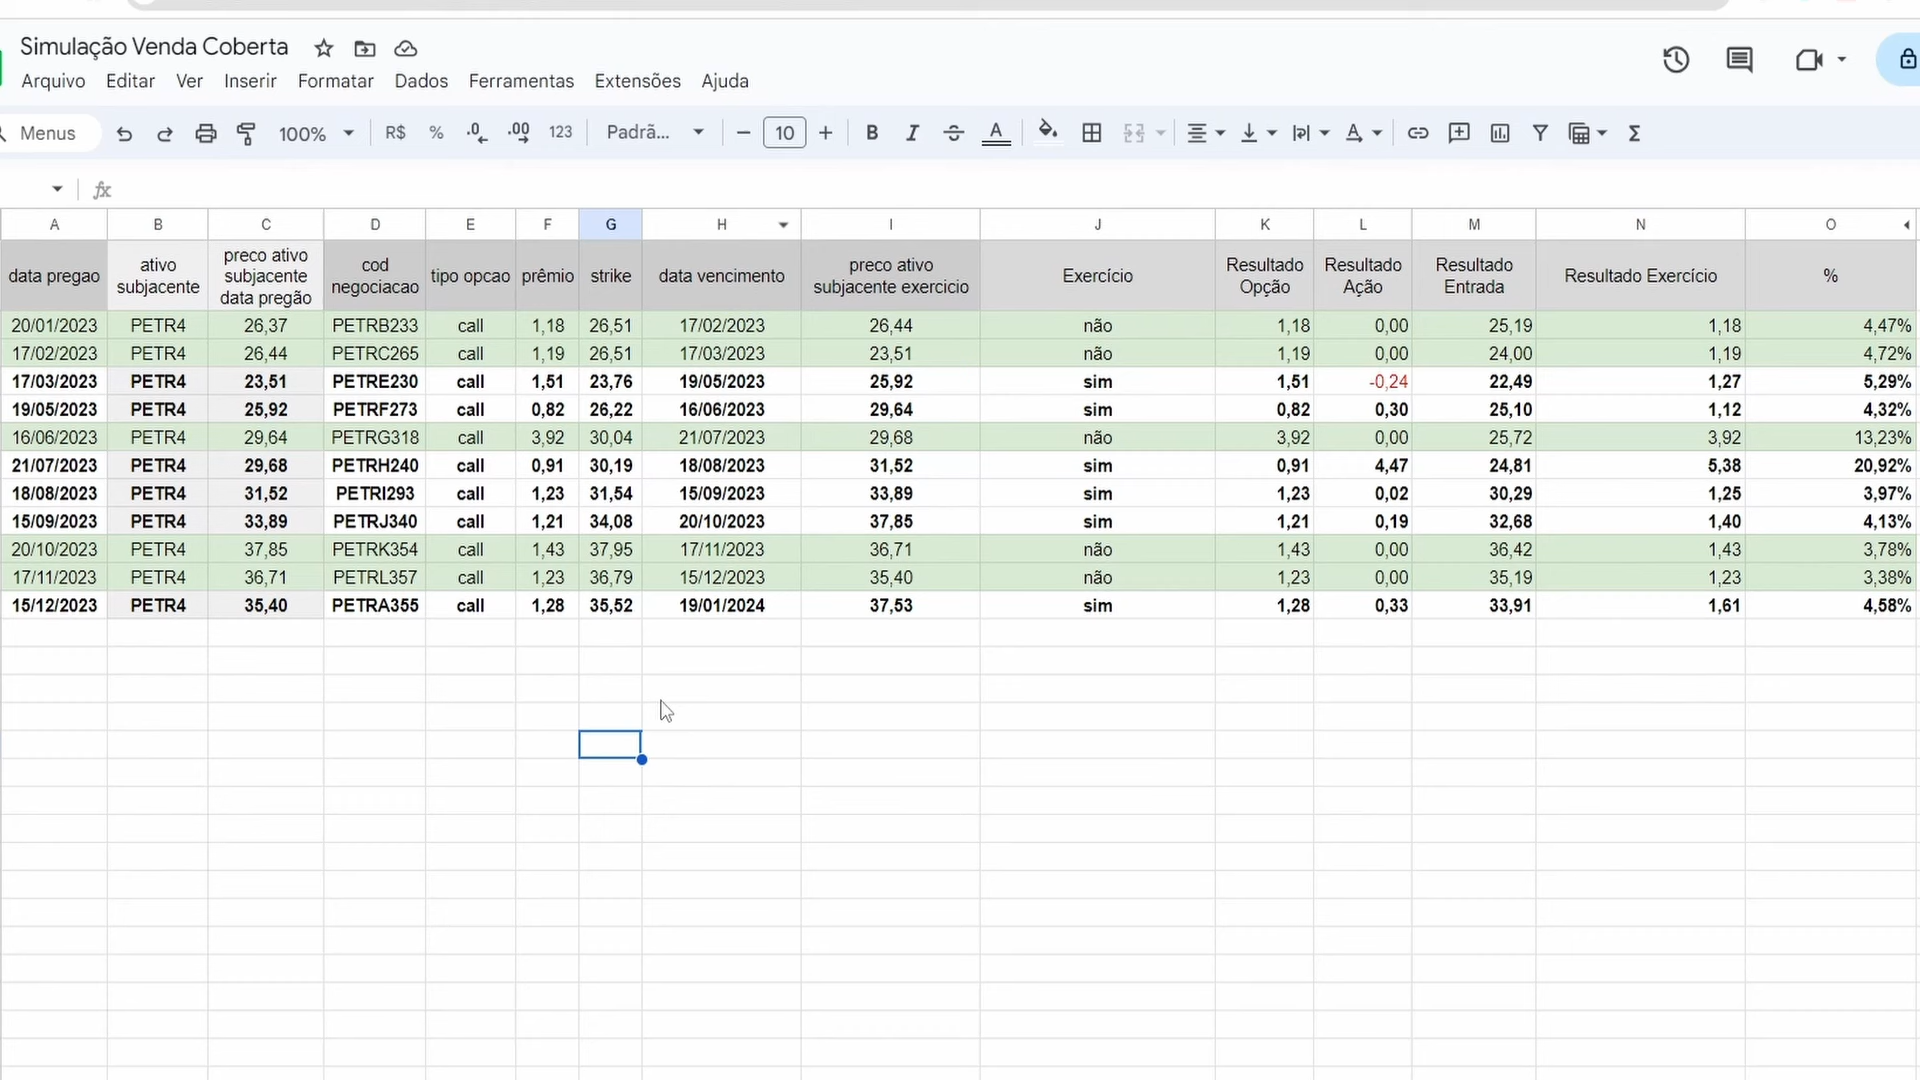 Simulação Venda Coberta
Arquivo Editar Ver Inserir Formatar Dados Ferramentas Extensões Ajuda
Menus 100% R$ % .0 .00 123 Padrã... 10 B I S A Σ
fx
A B C D E F G H I J K L M N O
data pregao ativo subjacente preco ativo subjacente data pregão cod negociacao tipo opcao prêmio strike data vencimento preco ativo subjacente exercicio Exercício Resultado Opção Resultado Ação Resultado Entrada Resultado Exercício %
20/01/2023 PETR4 26,37 PETRB233 call 1,18 26,51 17/02/2023 26,44 não 1,18 0,00 25,19 1,18 4,47%
17/02/2023 PETR4 26,44 PETRC265 call 1,19 26,51 17/03/2023 23,51 não 1,19 0,00 24,00 1,19 4,72%
17/03/2023 PETR4 23,51 PETRE230 call 1,51 23,76 19/05/2023 25,92 sim 1,51 -0,24 22,49 1,27 5,29%
19/05/2023 PETR4 25,92 PETRF273 call 0,82 26,22 16/06/2023 29,64 sim 0,82 0,30 25,10 1,12 4,32%
16/06/2023 PETR4 29,64 PETRG318 call 3,92 30,04 21/07/2023 29,68 não 3,92 0,00 25,72 3,92 13,23%
21/07/2023 PETR4 29,68 PETRH240 call 0,91 30,19 18/08/2023 31,52 sim 0,91 4,47 24,81 5,38 20,92%
18/08/2023 PETR4 31,52 PETRI293 call 1,23 31,54 15/09/2023 33,89 sim 1,23 0,02 30,29 1,25 3,97%
15/09/2023 PETR4 33,89 PETRJ340 call 1,21 34,08 20/10/2023 37,85 sim 1,21 0,19 32,68 1,40 4,13%
20/10/2023 PETR4 37,85 PETRK354 call 1,43 37,95 17/11/2023 36,71 não 1,43 0,00 36,42 1,43 3,78%
17/11/2023 PETR4 36,71 PETRL357 call 1,23 36,79 15/12/2023 35,40 não 1,23 0,00 35,19 1,23 3,38%
15/12/2023 PETR4 35,40 PETRA355 call 1,28 35,52 19/01/2024 37,53 sim 1,28 0,33 33,91 1,61 4,58%